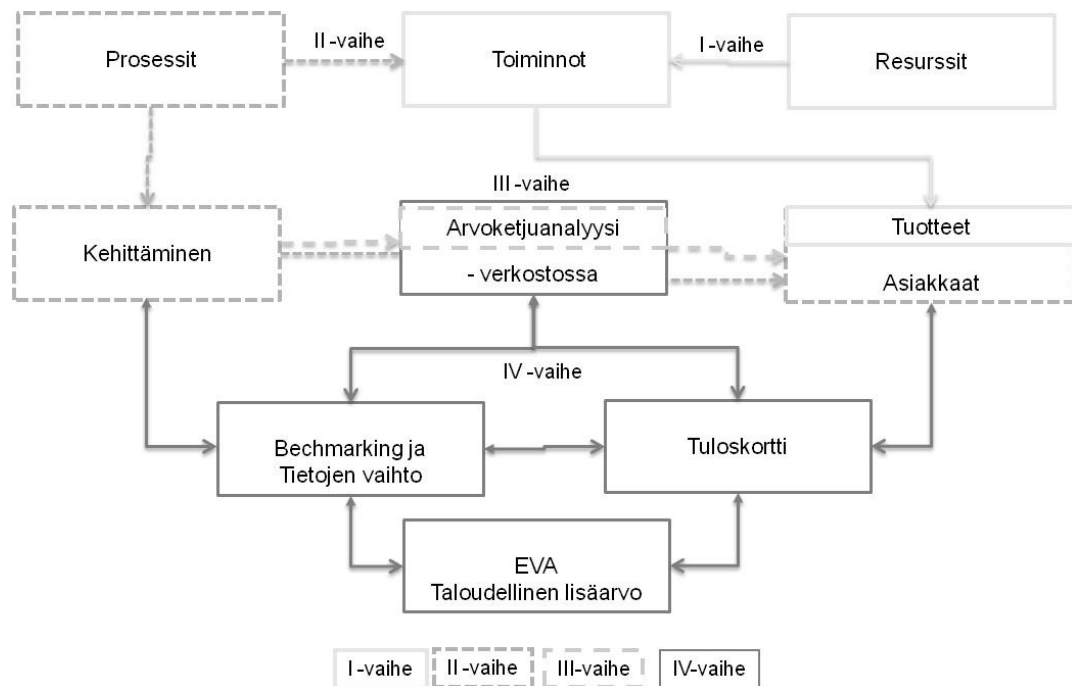 Prosessit
II -vaihe
Toiminnot
I -vaihe
Resurssit
III -vaihe
Kehittäminen
Arvoketjuanalyysi
- verkostossa
Tuotteet
Asiakkaat
IV -vaihe
Bechmarking ja
Tietojen vaihto
Tuloskortti
EVA
Taloudellinen lisäarvo
I -vaihe
II -vaihe
III-vaihe
IV-vaihe